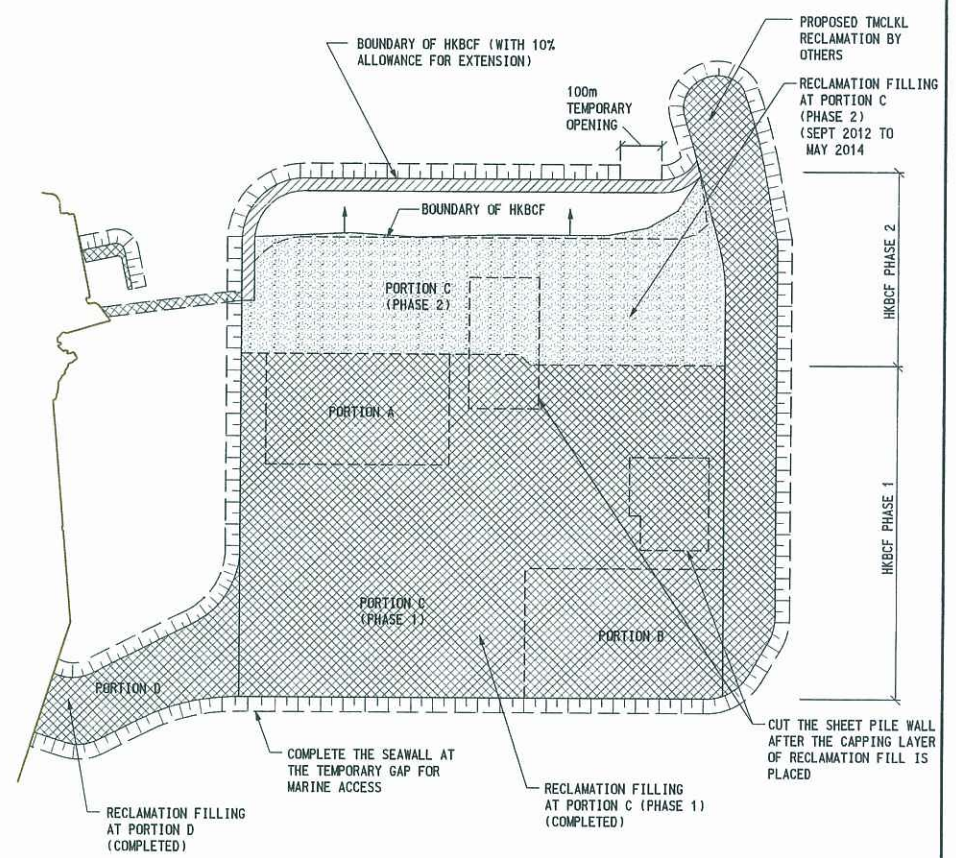 PROPOSED TMCLKL
RECLAMATION BY
OTHERS
BOUNDARY OF HKBCF (WITH 10%
ALLOWANCE FOR EXTENSION)
RECLAMATION FILLING
AT PORTION C
(PHASE 2)
(SEPT 2012 TO
MAY 2014
100m
TEMPORARY
OPENING
BOUNDARY OF HKBCF
HKBCF PHASE 2
PORTION C
(PHASE 2)
PORTION A
HKBCF PHASE 1
PORTION C
(PHASE 1)
PORTION B
PORTION D
CUT THE SHEET PILE WALL
AFTER THE CAPPING LAYER
OF RECLAMATION FILL IS
PLACED
COMPLETE THE SEAWALL AT
THE TEMPORARY GAP FOR
MARINE ACCESS
RECLAMATION FILLING
AT PORTION C (PHASE 1)
(COMPLETED)
RECLAMATION FILLING
AT PORTION D
(COMPLETED)